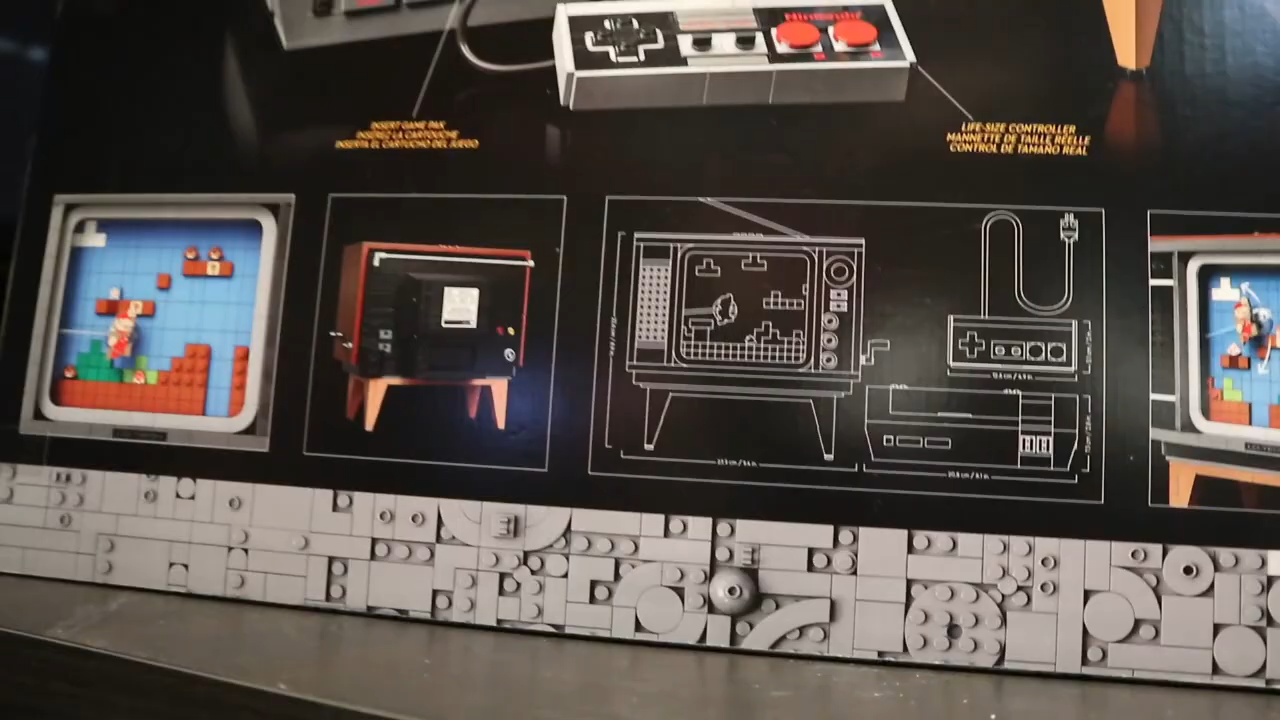 Nintendo
INSERT GAME PAK
INSÉREZ LA CARTOUCHE
INSERTA EL CARTUCHO DEL JUEGO
LIFE-SIZE CONTROLLER
MANNETTE DE TAILLE RÉELLE
CONTROL DE TAMAÑO REAL